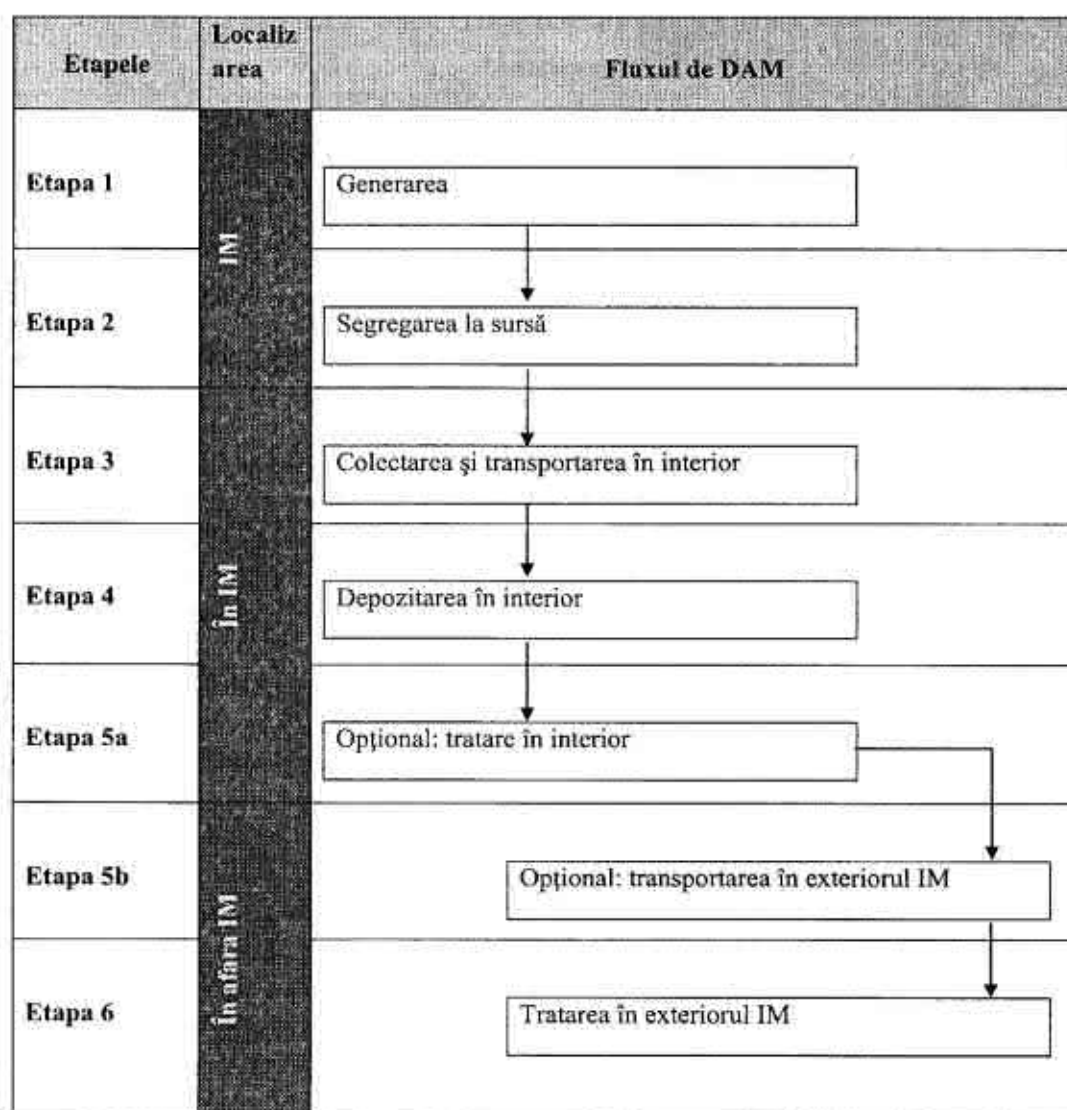 Etapele
Localiz
area
Fluxul de DAM
Etapa 1
IM
Generarea
Etapa 2
Segregarea la sursă
Etapa 3
Colectarea şi transportarea în interior
Etapa 4
În IM
Depozitarea în interior
Etapa 5a
Opţional: tratare în interior
Etapa 5b
Opţional: transportarea în exteriorul IM
În afara IM
Etapa 6
Tratarea în exteriorul IM